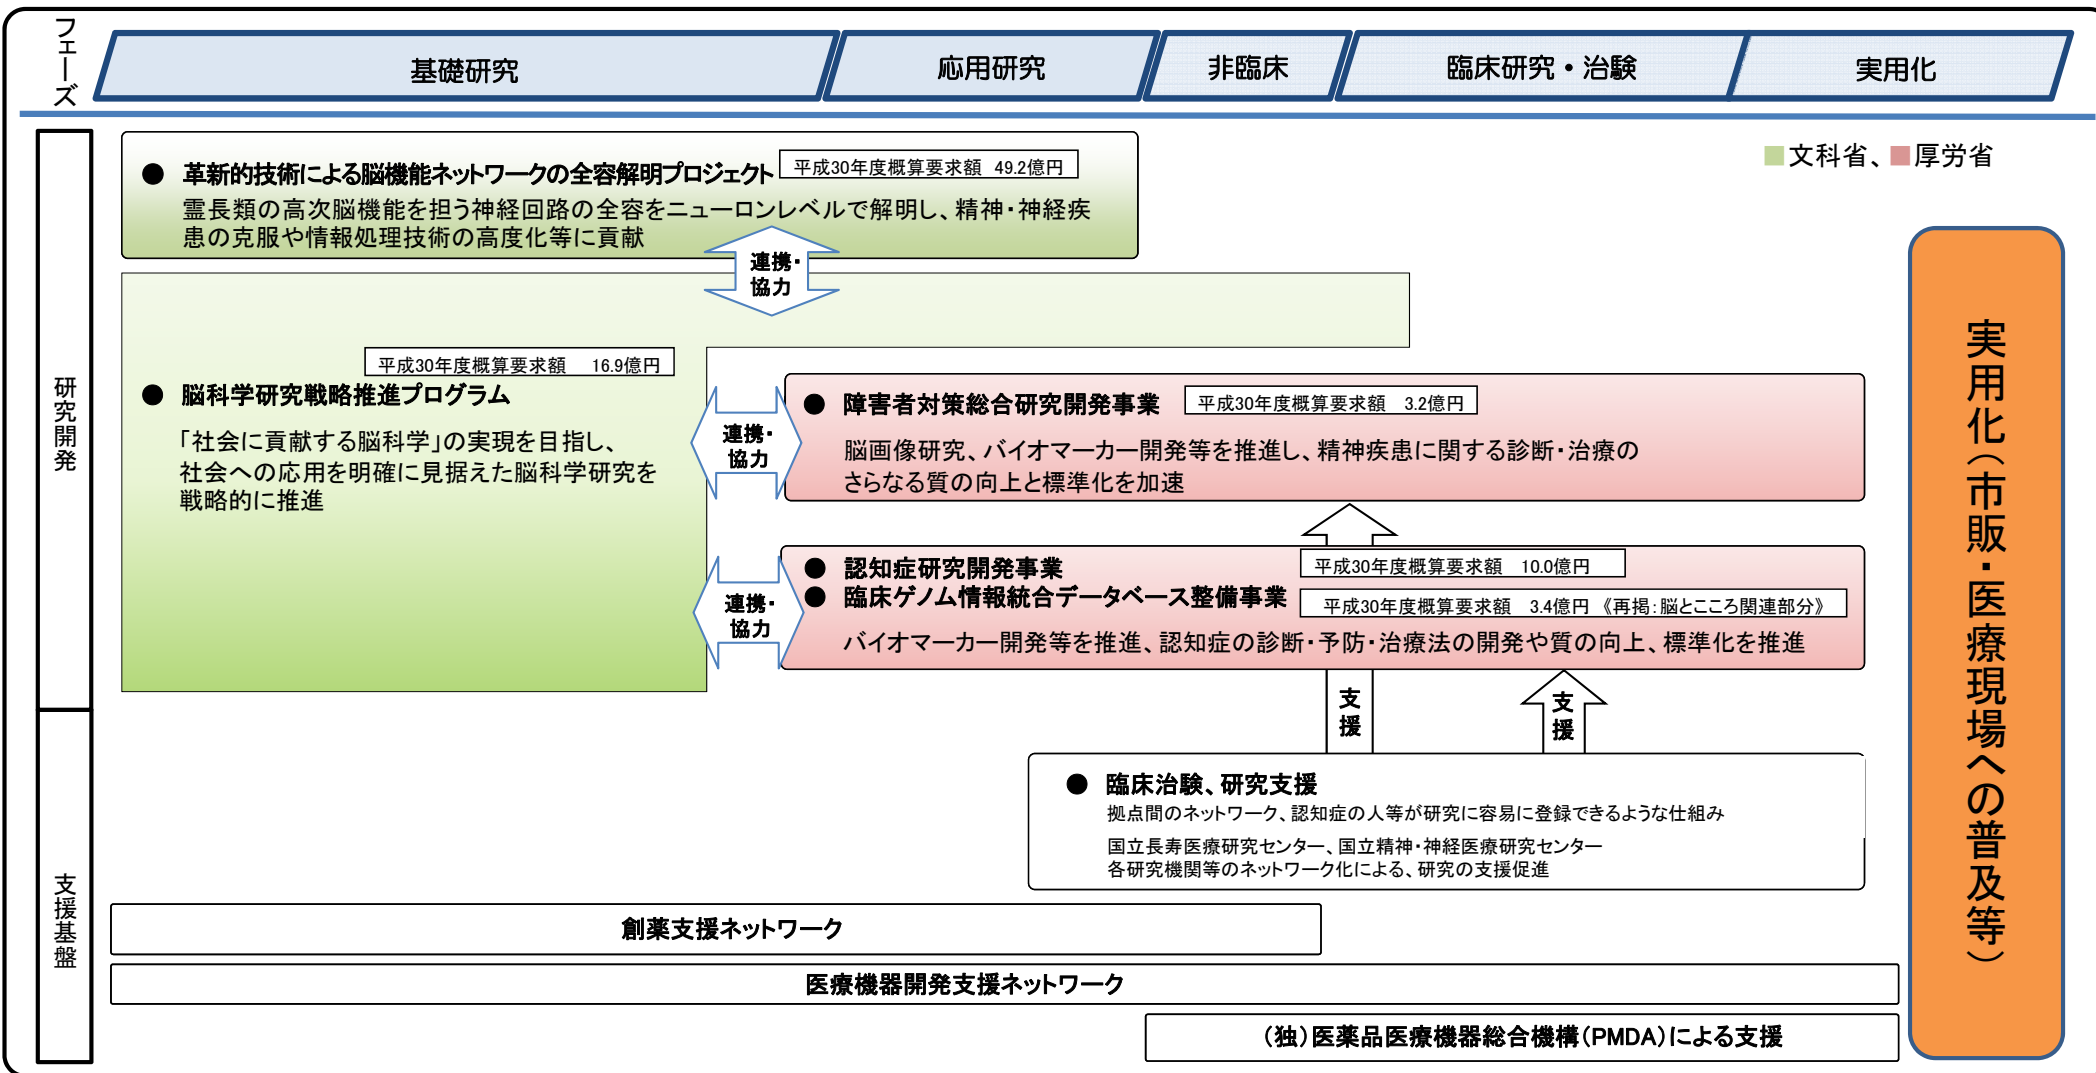 フェーズ
基礎研究
応用研究
非臨床
臨床研究・治験
実用化
■文科省、■厚労省
研究開発
● 革新的技術による脳機能ネットワークの全容解明プロジェクト
平成30年度概算要求額 49.2億円
霊長類の高次脳機能を担う神経回路の全容をニューロンレベルで解明し、精神・神経疾
患の克服や情報処理技術の高度化等に貢献
連携・
協力
平成30年度概算要求額 16.9億円
● 脳科学研究戦略推進プログラム
「社会に貢献する脳科学」の実現を目指し、
社会への応用を明確に見据えた脳科学研究を
戦略的に推進
連携・
協力
● 障害者対策総合研究開発事業
平成30年度概算要求額 3.2億円
脳画像研究、バイオマーカー開発等を推進し、精神疾患に関する診断・治療の
さらなる質の向上と標準化を加速
連携・
協力
● 認知症研究開発事業
平成30年度概算要求額 10.0億円
● 臨床ゲノム情報統合データベース整備事業
平成30年度概算要求額 3.4億円 《再掲:脳とこころ関連部分》
バイオマーカー開発等を推進、認知症の診断・予防・治療法の開発や質の向上、標準化を推進
支援
支援
支援基盤
● 臨床治験、研究支援
拠点間のネットワーク、認知症の人等が研究に容易に登録できるような仕組み
国立長寿医療研究センター、国立精神・神経医療研究センター
各研究機関等のネットワーク化による、研究の支援促進
創薬支援ネットワーク
医療機器開発支援ネットワーク
(独)医薬品医療機器総合機構(PMDA)による支援
実用化(市販・医療現場への普及等)